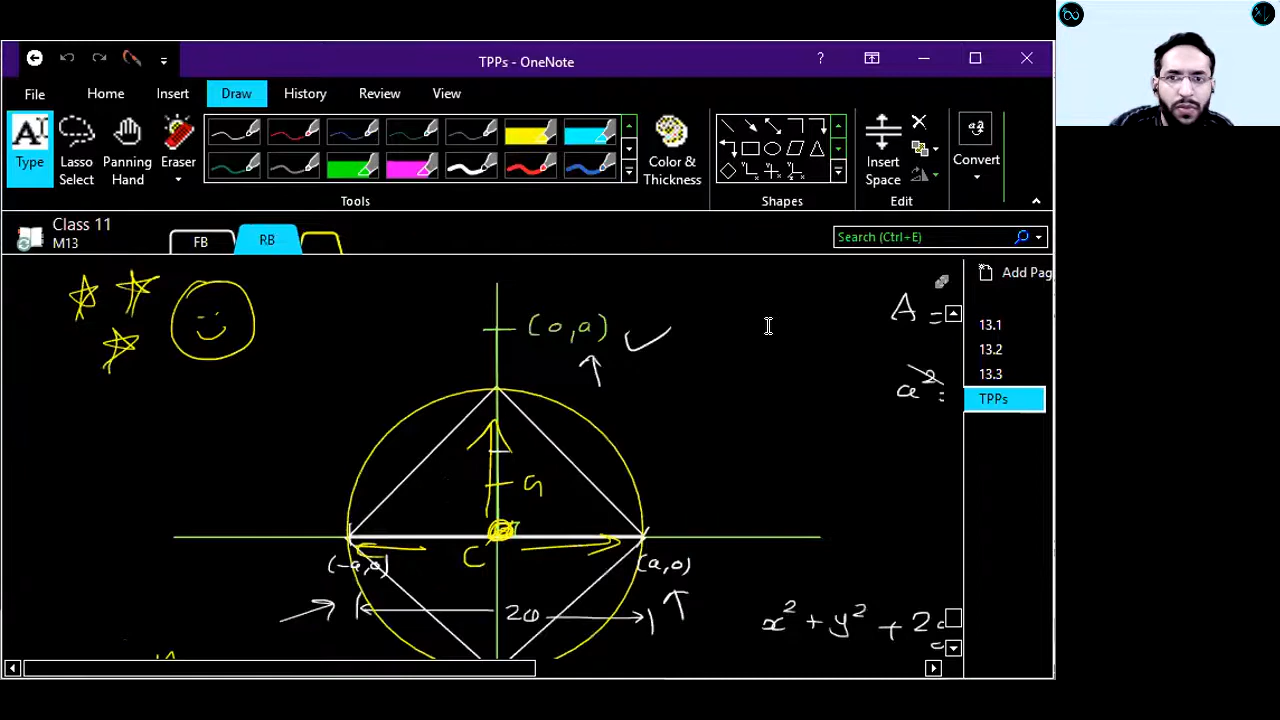 TPPs - OneNote
?
File Home Insert Draw History Review View
Type
Lasso Select
Panning Hand
Eraser
Color & Thickness
Insert Space
Convert
Tools
Shapes
Edit
Class 11
M13
FB
RB
Search (Ctrl+E)
Add Pag
13.1
13.2
13.3
TPPs
(0,a)
A =
a² =
a
C
(-a,0)
(a,0)
x² + y² + 2